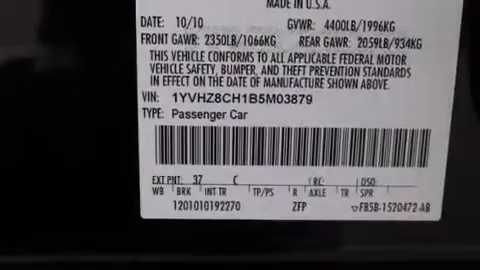 MADE IN U.S.A.
DATE: 10/10 GVWR: 4400LB/1996KG
FRONT GAWR: 2350LB/1066KG REAR GAWR: 2059LB/934KG
THIS VEHICLE CONFORMS TO ALL APPLICABLE FEDERAL MOTOR
VEHICLE SAFETY, BUMPER, AND THEFT PREVENTION STANDARDS
IN EFFECT ON THE DATE OF MANUFACTURE SHOWN ABOVE.
VIN: 1YVHZ8CH1B5M03879
TYPE: Passenger Car
EXT PNT: 37 C RC: DSO:
WB BRK INT TR TP/PS R AXLE TR SPR
1201010192270 ZFP ▽FB5B-1520472-AB